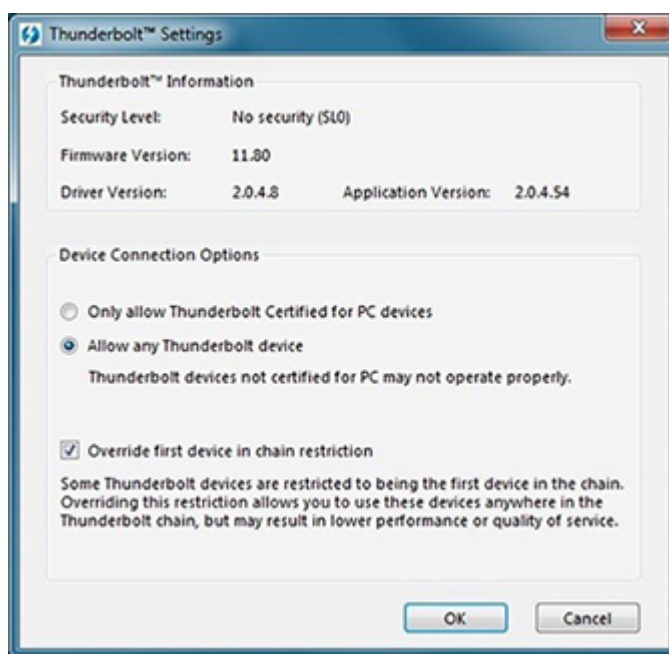 Thunderbolt™ Settings
Thunderbolt™ Information
Security Level: No security (SL0)
Firmware Version: 11.80
Driver Version: 2.0.4.8 Application Version: 2.0.4.54
Device Connection Options
Only allow Thunderbolt Certified for PC devices
Allow any Thunderbolt device
Thunderbolt devices not certified for PC may not operate properly.
Override first device in chain restriction
Some Thunderbolt devices are restricted to being the first device in the chain.
Overriding this restriction allows you to use these devices anywhere in the
Thunderbolt chain, but may result in lower performance or quality of service.
OK Cancel